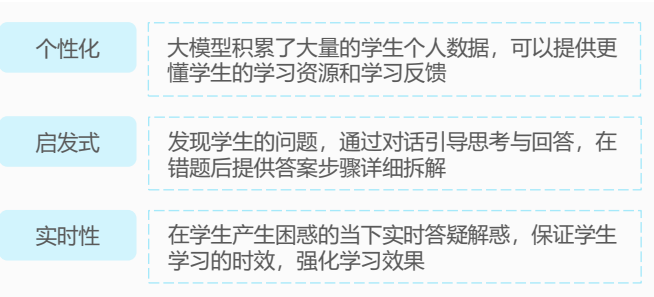 个性化
大模型积累了大量的学生个人数据，可以提供更
懂学生的学习资源和学习反馈
启发式
发现学生的问题，通过对话引导思考与回答，在
错题后提供答案步骤详细拆解
实时性
在学生产生困惑的当下实时答疑解惑，保证学生
学习的时效，强化学习效果